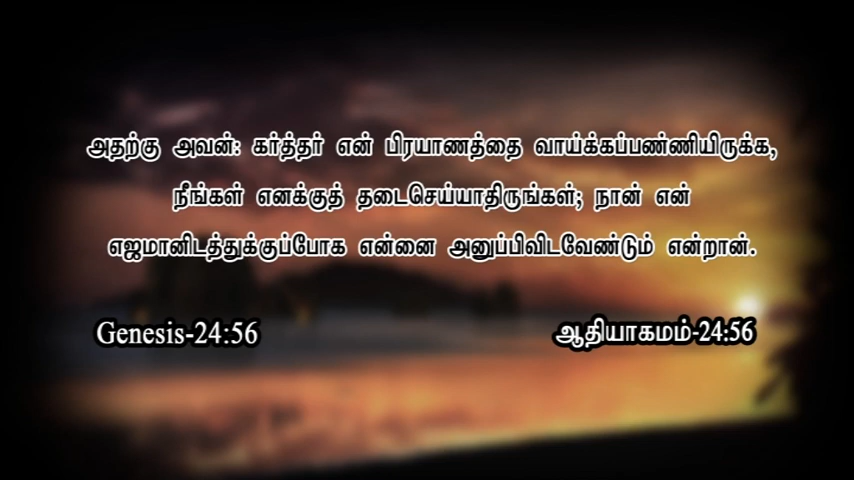 அதற்கு அவன்: கர்த்தர் என் பிரயாணத்தை வாய்க்கப்பண்ணியிருக்க,
நீங்கள் எனக்குத் தடைசெய்யாதிருங்கள்; நான் என்
எஜமானிடத்துக்குப்போக என்னை அனுப்பிவிடவேண்டும் என்றான்.
Genesis-24:56 ஆதியாகமம்-24:56